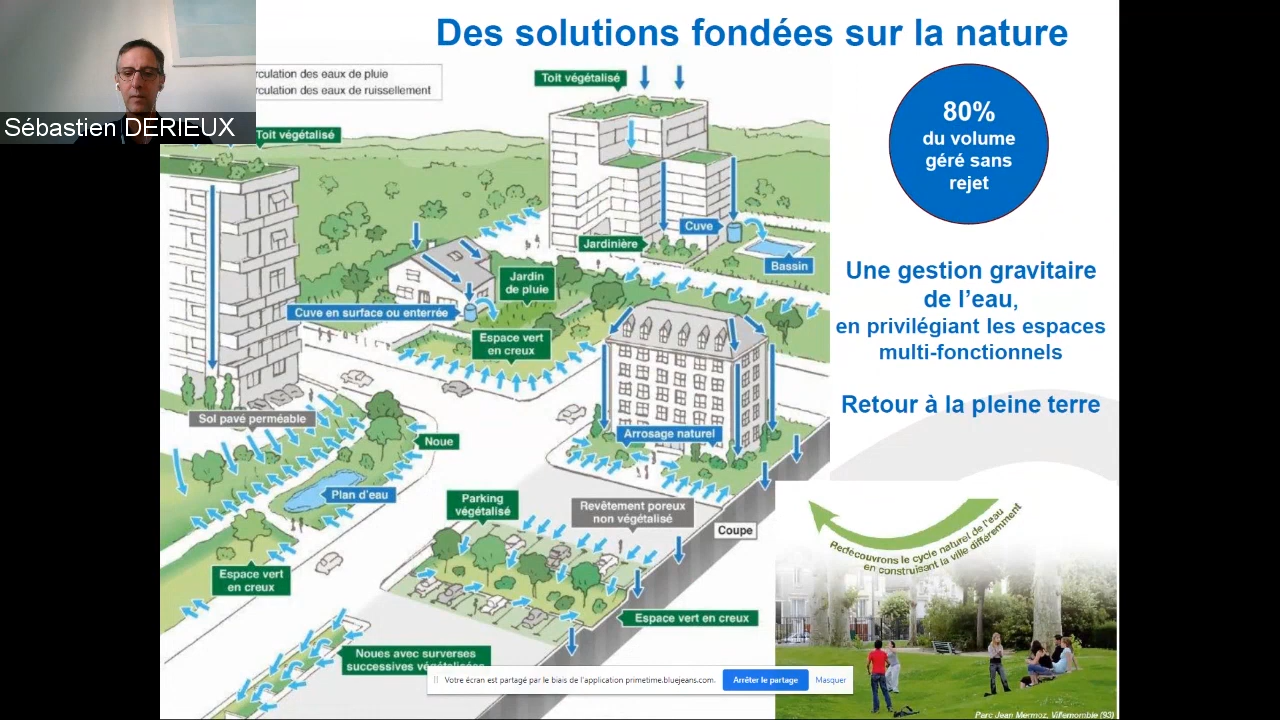 Des solutions fondées sur la nature
Sébastien DERIEUX
rculation des eaux de pluie
rculation des eaux de ruissellement
Toit végétalisé
Toit végétalisé
80%
du volume
géré sans
rejet
Cuve
Jardinière
Bassin
Jardin
de pluie
Cuve en surface ou enterrée
Espace vert
en creux
Une gestion gravitaire
de l’eau,
en privilégiant les espaces
multi-fonctionnels
Retour à la pleine terre
Sol pavé perméable
Arrosage naturel
Noue
Plan d'eau
Parking
végétalisé
Revêtement poreux
non végétalisé
Coupe
Redécouvrons le cycle naturel de l'eau
en construisant la ville différemment
Espace vert
en creux
Espace vert en creux
Noues avec surverses
successives végétalisées
Votre écran est partagé par le biais de l'application primetime.bluejeans.com.
Arrêter le partage
Masquer
Parc Jean Mermoz, Villemomble (93)